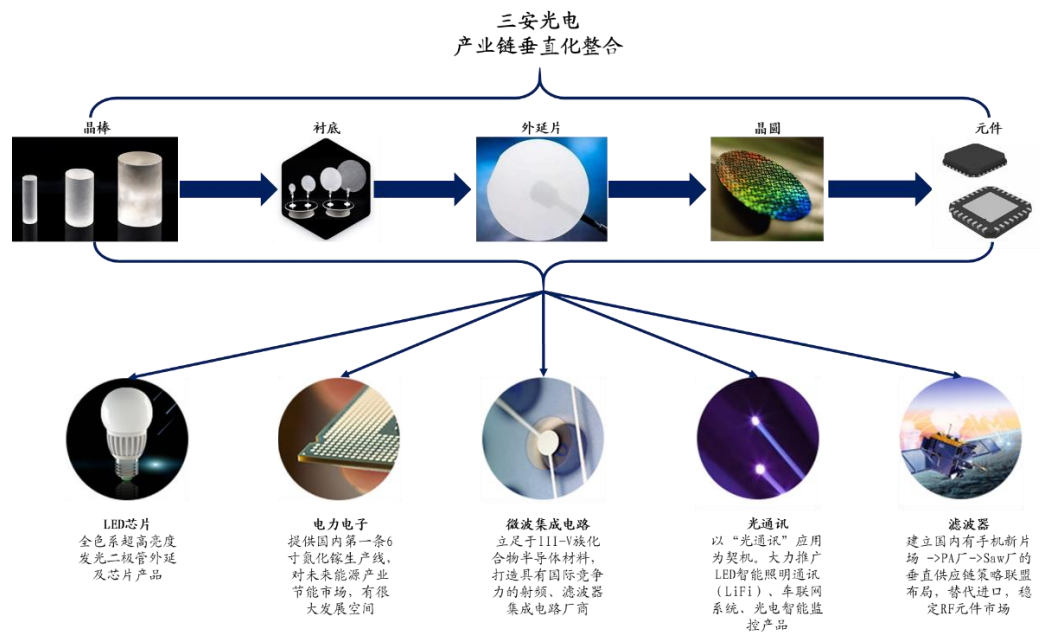 三安光电
产业链垂直化整合
晶棒
衬底
外延片
晶圆
元件
LED芯片
全色系超高亮度
发光二极管外延
及芯片产品
电力电子
提供国内第一条6
寸氮化镓生产线，
对未来能源产业
节能市场，有很
大发展空间
微波集成电路
立足于III-V族化
合物半导体材料，
打造具有国际竞争
力的射频、滤波器
集成电路厂商
光通讯
以“光通讯”应用
为契机。大力推广
LED智能照明通讯
（LiFi）、车联网
系统、光电智能监
控产品
滤波器
建立国内有手机新片
场 ->PA厂->Saw厂的
垂直供应链策略联盟
布局，替代进口，稳
定RF元件市场